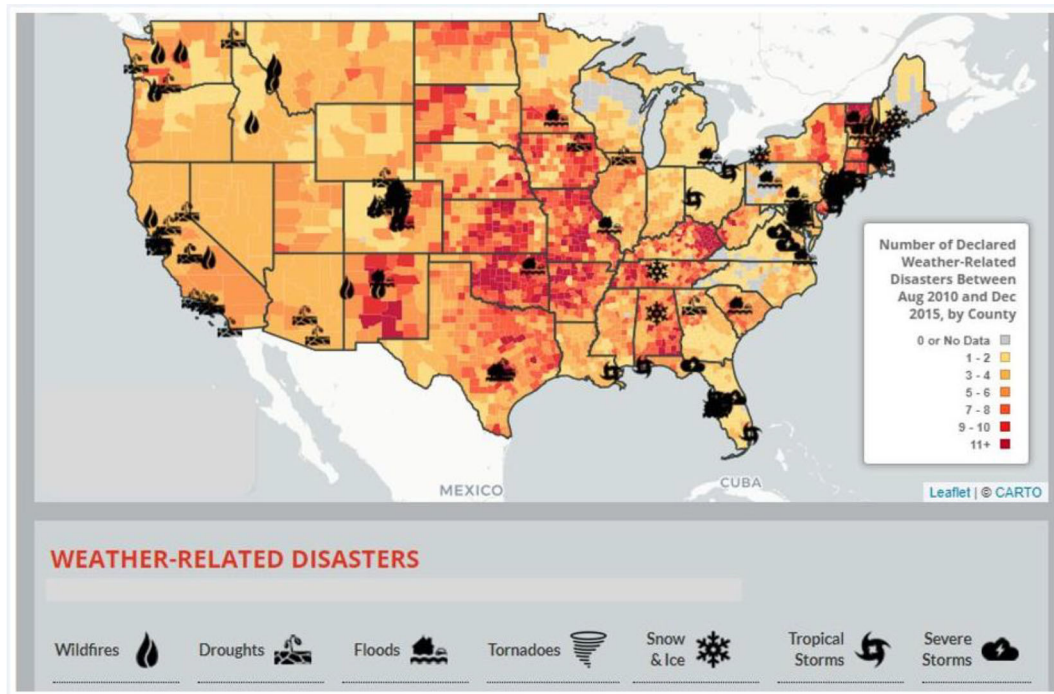 Number of Declared
Weather-Related
Disasters Between
Aug 2010 and Dec
2015, by County
0 or No Data
1 - 2
3 - 4
5 - 6
7 - 8
9 - 10
11+
MEXICO
CUBA
Leaflet | © CARTO
WEATHER-RELATED DISASTERS
Wildfires
Droughts
Floods
Tornadoes
Snow
& Ice
Tropical
Storms
Severe
Storms